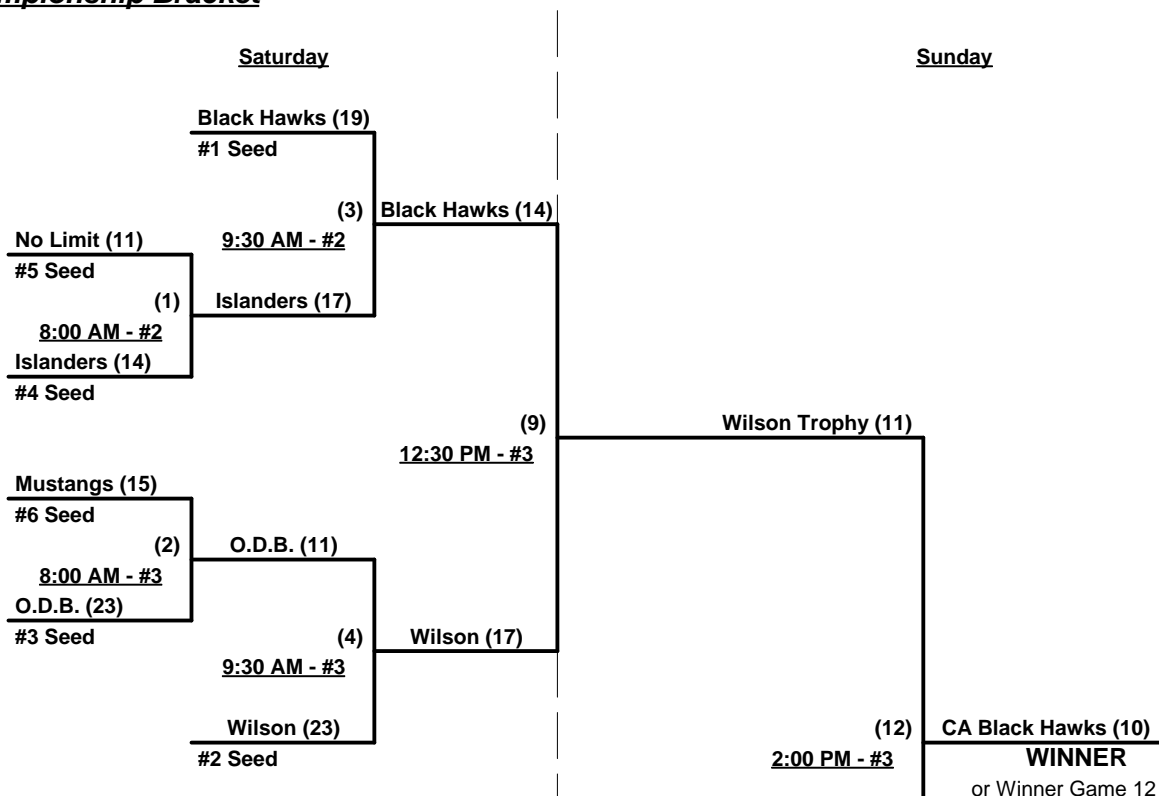 Championship Bracket
Saturday
Sunday
Black Hawks (19)
#1 Seed
(3)
Black Hawks (14)
9:30 AM - #2
No Limit (11)
#5 Seed
(1)
Islanders (17)
8:00 AM - #2
Islanders (14)
#4 Seed
(9)
Wilson Trophy (11)
12:30 PM - #3
Mustangs (15)
#6 Seed
(2)
O.D.B. (11)
8:00 AM - #3
O.D.B. (23)
#3 Seed
(4)
Wilson (17)
9:30 AM - #3
Wilson (23)
#2 Seed
(12)
CA Black Hawks (10)
2:00 PM - #3
WINNER
or Winner Game 12